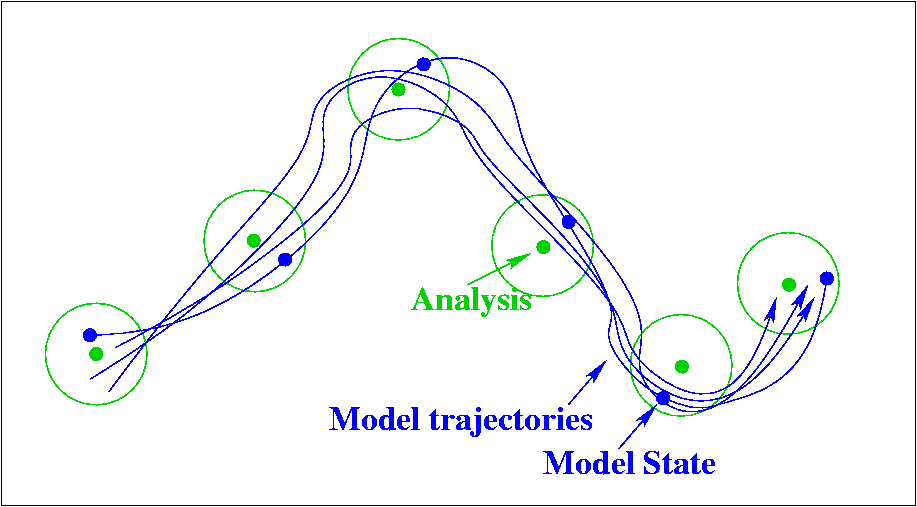 Analysis
Model trajectories
Model State